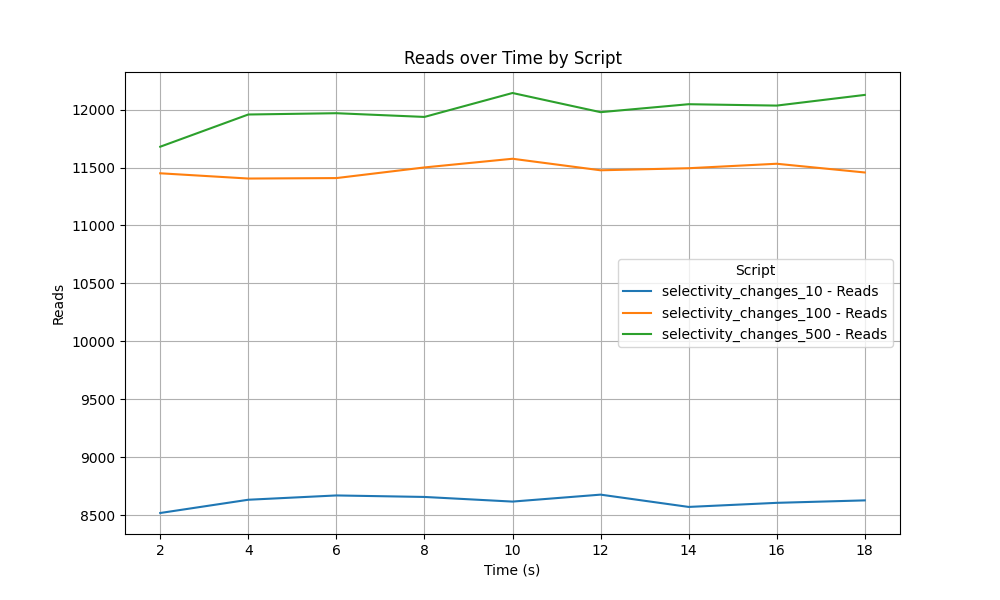 Reads over Time by Script
12000
11500
11000
10500
10000
9500
9000
8500
Reads
Script
selectivity_changes_10 - Reads
selectivity_changes_100 - Reads
selectivity_changes_500 - Reads
2 4 6 8 10 12 14 16 18
Time (s)